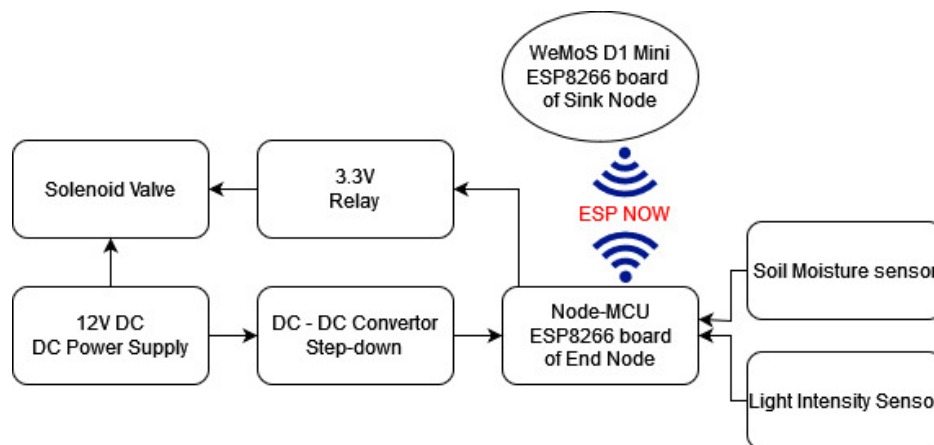 WeMoS D1 Mini
ESP8266 board
of Sink Node
Solenoid Valve
3.3V
Relay
ESP NOW
Soil Moisture sensor
12V DC
DC Power Supply
DC - DC Convertor
Step-down
Node-MCU
ESP8266 board
of End Node
Light Intensity Sensor